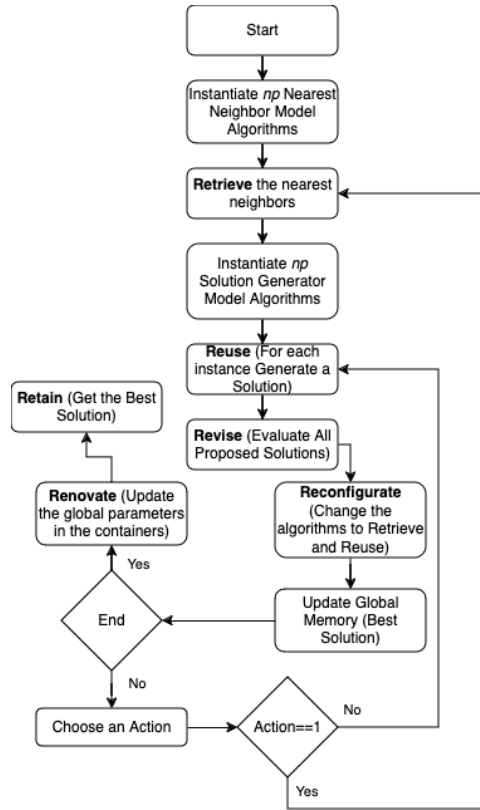 Start
Instantiate np Nearest
Neighbor Model
Algorithms
Retrieve the nearest
neighbors
Instantiate np
Solution Generator
Model Algorithms
Reuse (For each
instance Generate a
Solution)
Revise (Evaluate All
Proposed Solutions)
Reconfigurate
(Change the
algorithms to Retrieve
and Reuse)
Update Global
Memory (Best
Solution)
Retain (Get the Best
Solution)
Renovate (Update
the global parameters
in the containers)
Yes
End
No
Choose an Action
Action==1
No
Yes